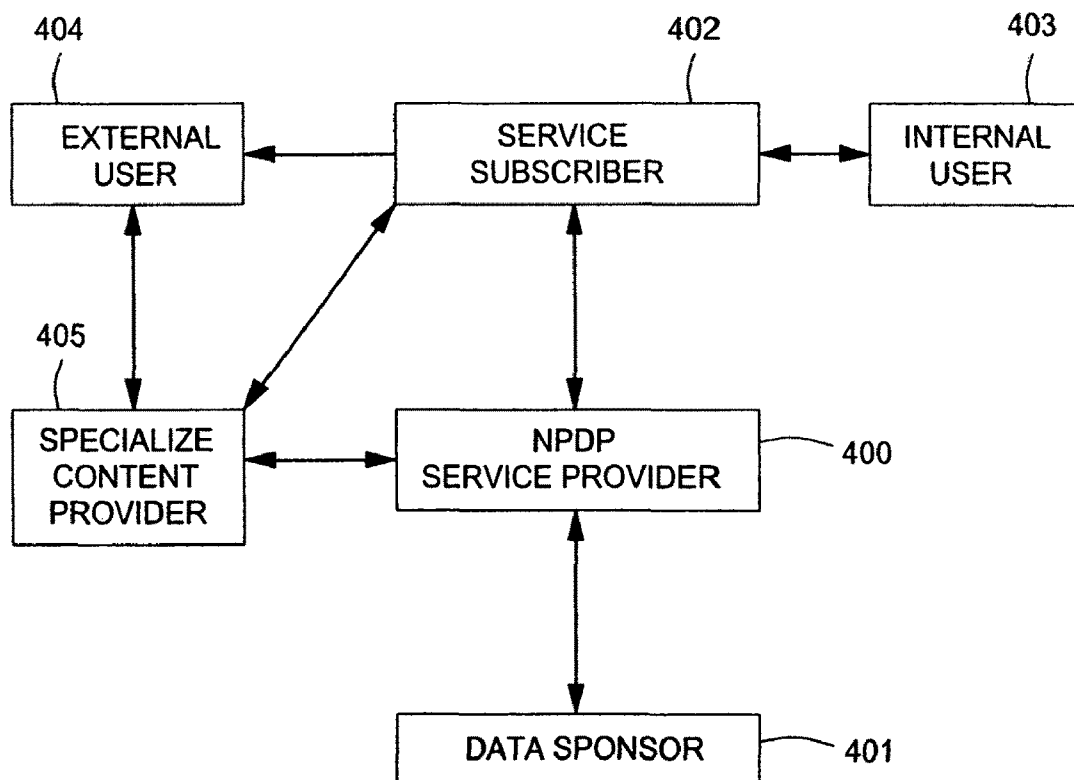 404
402
403
EXTERNAL
USER
SERVICE
SUBSCRIBER
INTERNAL
USER
405
SPECIALIZE
CONTENT
PROVIDER
NPDP
SERVICE PROVIDER
400
DATA SPONSOR
401